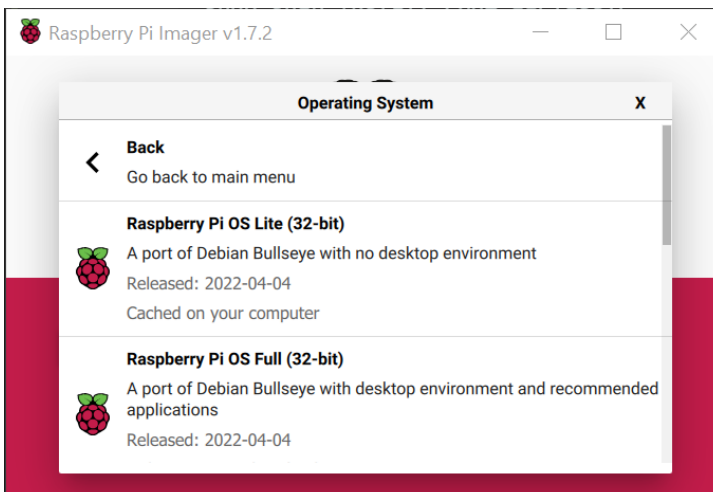 Raspberry Pi Imager v1.7.2
Operating System X
Back
Go back to main menu
Raspberry Pi OS Lite (32-bit)
A port of Debian Bullseye with no desktop environment
Released: 2022-04-04
Cached on your computer
Raspberry Pi OS Full (32-bit)
A port of Debian Bullseye with desktop environment and recommended
applications
Released: 2022-04-04